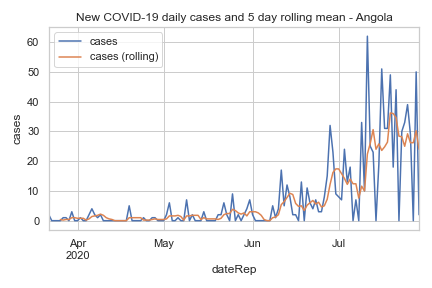 New COVID-19 daily cases and 5 day rolling mean - Angola
cases
cases (rolling)
60
50
40
30
20
10
0
cases
Apr
2020
May
Jun
Jul
dateRep